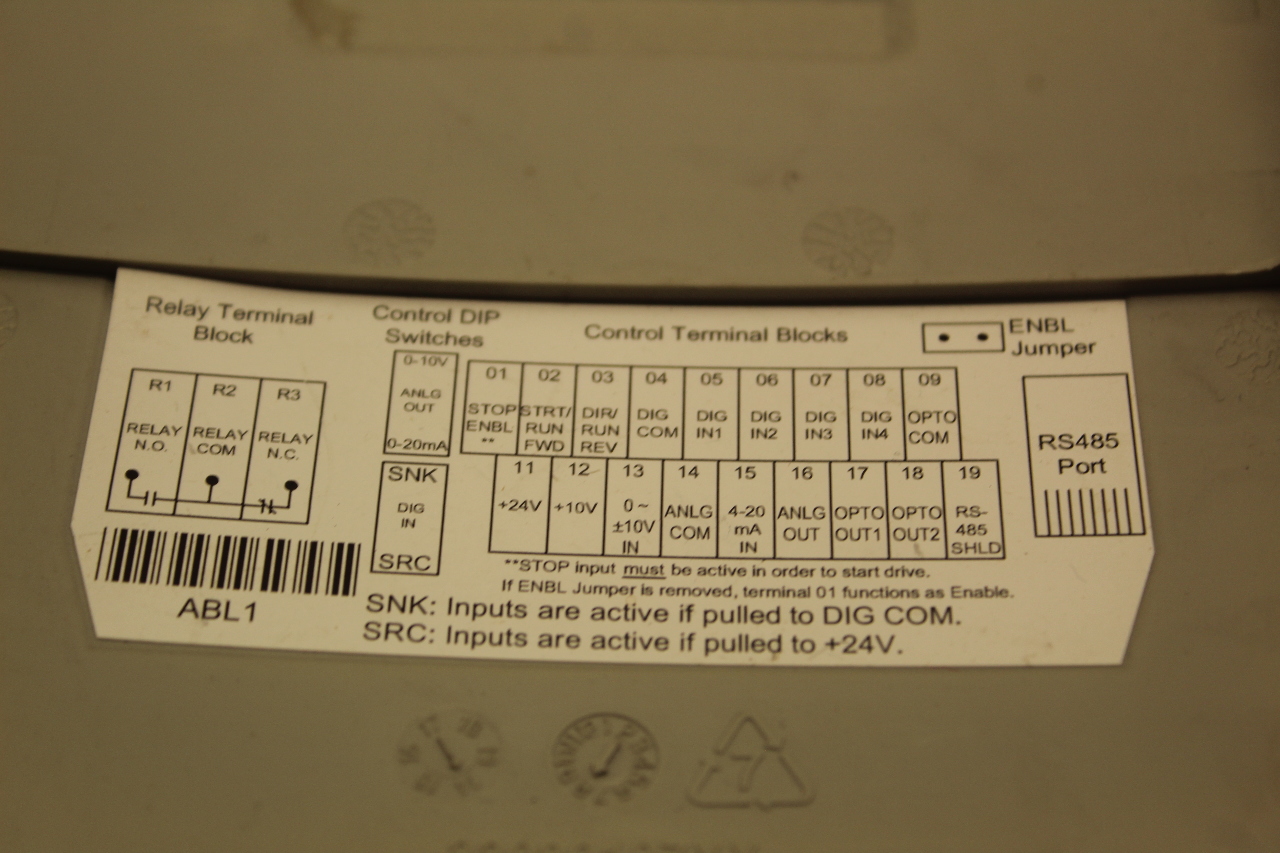 Relay Terminal
Block
Control DIP
Switches
Control Terminal Blocks
ENBL
Jumper
R1 R2 R3
RELAY N.O. RELAY COM RELAY N.C.
0-10V
ANLG
OUT
0-20mA
SNK
DIG
IN
SRC
01 02 03 04 05 06 07 08 09
STOP STRT/ DIR/ DIG DIG DIG DIG DIG OPTO
ENBL RUN RUN COM IN1 IN2 IN3 IN4 COM
** FWD REV
11 12 13 14 15 16 17 18 19
+24V +10V 0~ ANLG 4-20 ANLG OPTO OPTO RS-
±10V COM mA OUT OUT1 OUT2 485
IN IN SHLD
RS485
Port
**STOP input must be active in order to start drive.
If ENBL Jumper is removed, terminal 01 functions as Enable.
ABL1
SNK: Inputs are active if pulled to DIG COM.
SRC: Inputs are active if pulled to +24V.
7